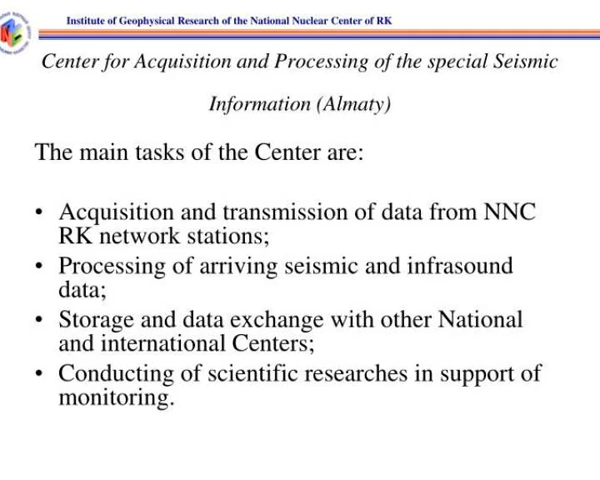 Institute of Geophysical Research of the National Nuclear Center of RK
Center for Acquisition and Processing of the special Seismic
Information (Almaty)
The main tasks of the Center are:
• Acquisition and transmission of data from NNC
RK network stations;
• Processing of arriving seismic and infrasound
data;
• Storage and data exchange with other National
and international Centers;
• Conducting of scientific researches in support of
monitoring.